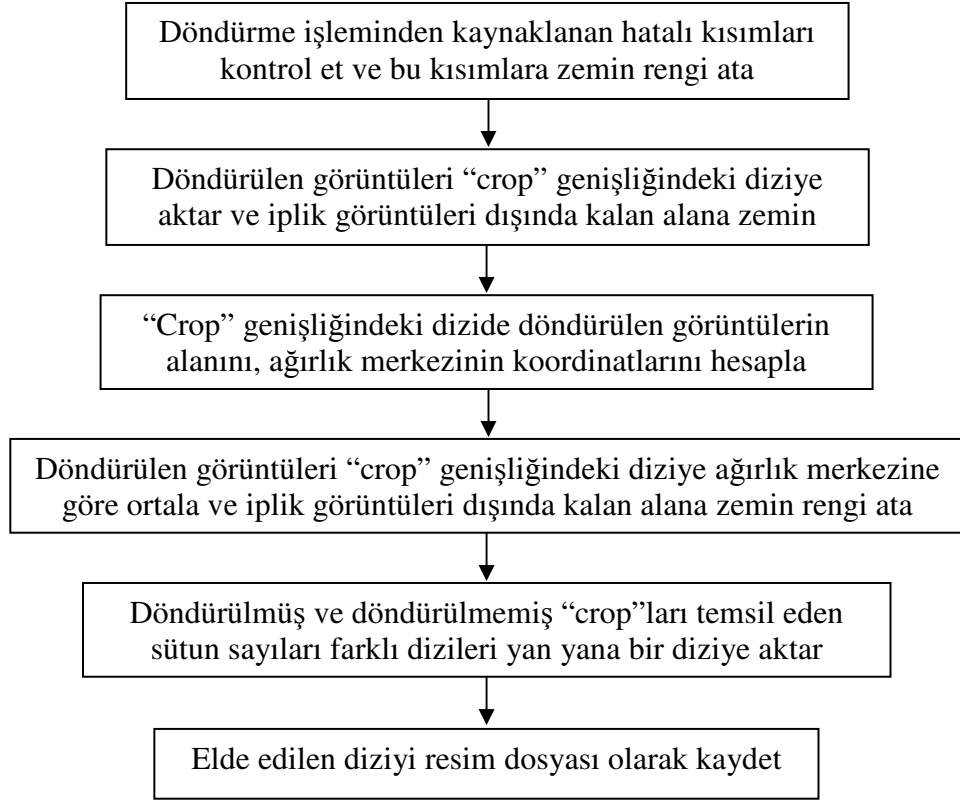 Döndürme işleminden kaynaklanan hatalı kısımları
kontrol et ve bu kısımlara zemin rengi ata
Döndürülen görüntüleri “crop” genişliğindeki diziye
aktar ve iplik görüntüleri dışında kalan alana zemin
“Crop” genişliğindeki dizide döndürülen görüntülerin
alanını, ağırlık merkezinin koordinatlarını hesapla
Döndürülen görüntüleri “crop” genişliğindeki diziye ağırlık merkezine
göre ortala ve iplik görüntüleri dışında kalan alana zemin rengi ata
Döndürülmüş ve döndürülmemiş “crop”ları temsil eden
sütun sayıları farklı dizileri yan yana bir diziye aktar
Elde edilen diziyi resim dosyası olarak kaydet